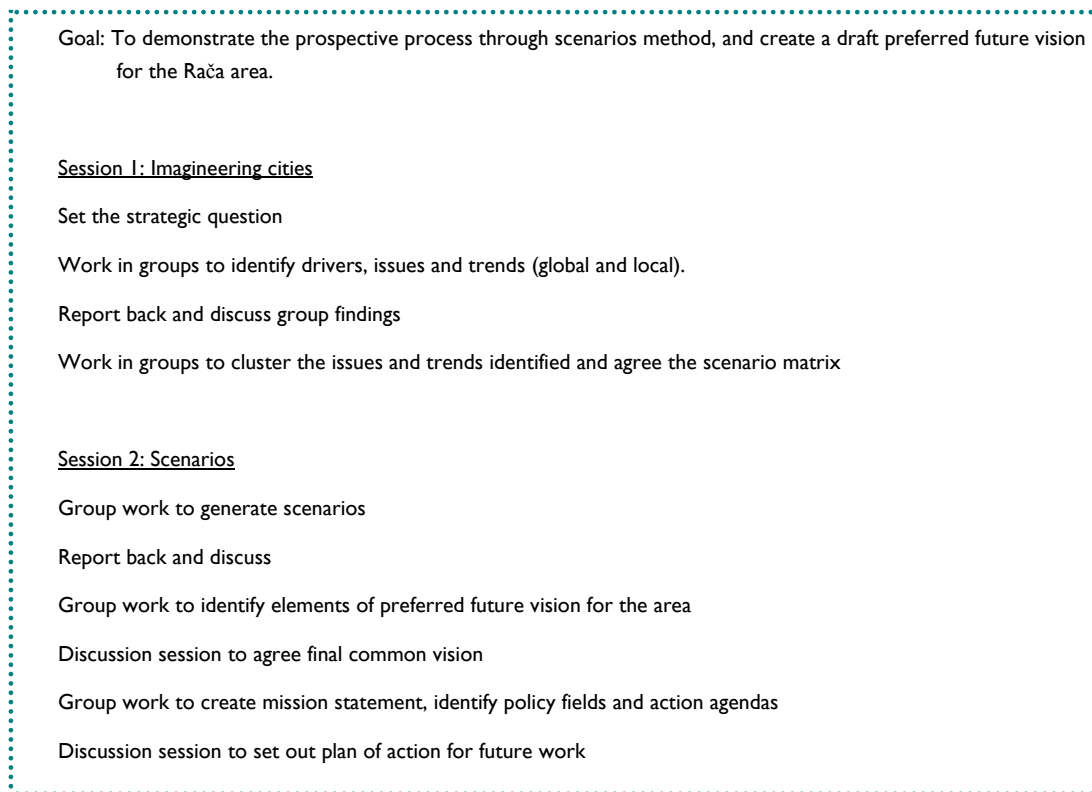 Goal: To demonstrate the prospective process through scenarios method, and create a draft preferred future vision
for the Rača area.
Session 1: Imagineering cities
Set the strategic question
Work in groups to identify drivers, issues and trends (global and local).
Report back and discuss group findings
Work in groups to cluster the issues and trends identified and agree the scenario matrix
Session 2: Scenarios
Group work to generate scenarios
Report back and discuss
Group work to identify elements of preferred future vision for the area
Discussion session to agree final common vision
Group work to create mission statement, identify policy fields and action agendas
Discussion session to set out plan of action for future work